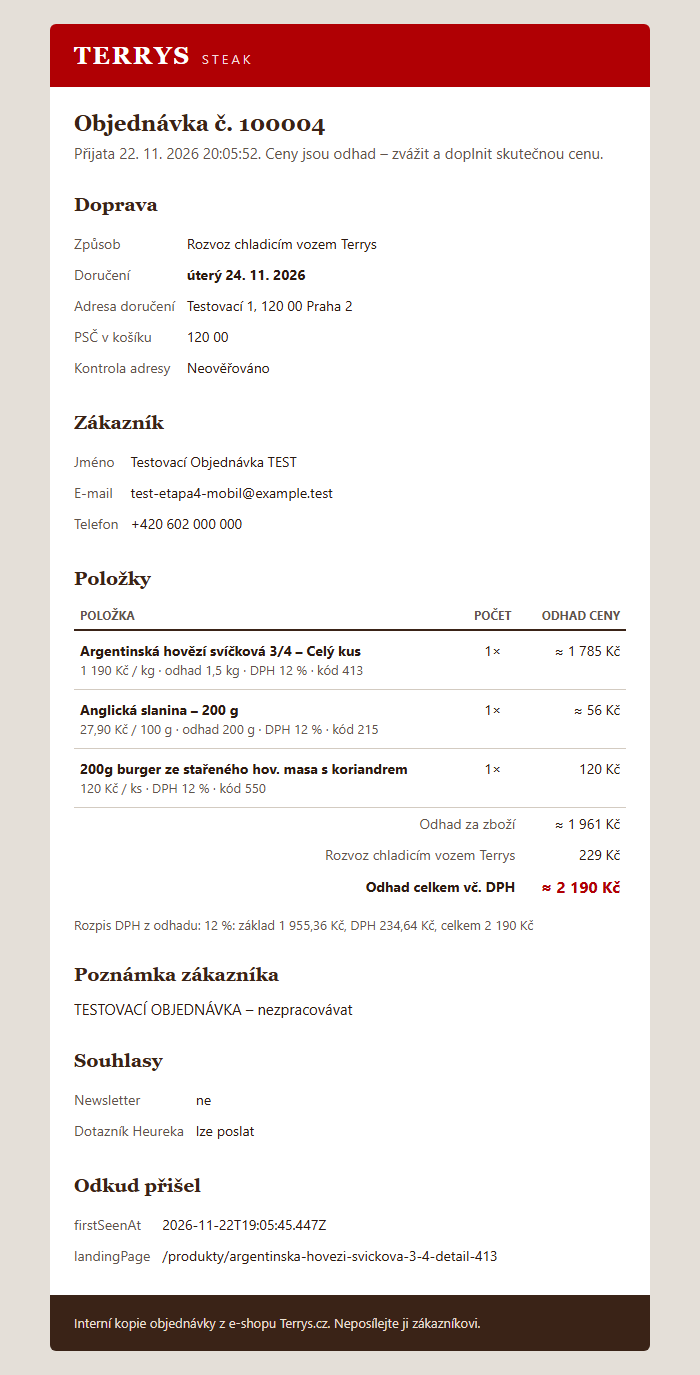 TERRYS STEAK
Objednávka č. 100004
Přijata 22. 11. 2026 20:05:52. Ceny jsou odhad – zvážit a doplnit skutečnou cenu.
Doprava
Způsob Rozvoz chladicím vozem Terrys
Doručení úterý 24. 11. 2026
Adresa doručení Testovací 1, 120 00 Praha 2
PSČ v košíku 120 00
Kontrola adresy Neověřováno
Zákazník
Jméno Testovací Objednávka TEST
E-mail test-etapa4-mobil@example.test
Telefon +420 602 000 000
Položky
POLOŽKA POČET ODHAD CENY
Argentinská hovězí svíčková 3/4 – Celý kus 1× ≈ 1 785 Kč
1 190 Kč / kg · odhad 1,5 kg · DPH 12 % · kód 413
Anglická slanina – 200 g 1× ≈ 56 Kč
27,90 Kč / 100 g · odhad 200 g · DPH 12 % · kód 215
200g burger ze stařeného hov. masa s koriandrem 1× 120 Kč
120 Kč / ks · DPH 12 % · kód 550
Odhad za zboží ≈ 1 961 Kč
Rozvoz chladicím vozem Terrys 229 Kč
Odhad celkem vč. DPH ≈ 2 190 Kč
Rozpis DPH z odhadu: 12 %: základ 1 955,36 Kč, DPH 234,64 Kč, celkem 2 190 Kč
Poznámka zákazníka
TESTOVACÍ OBJEDNÁVKA – nezpracovávat
Souhlasy
Newsletter ne
Dotazník Heureka lze poslat
Odkud přišel
firstSeenAt 2026-11-22T19:05:45.447Z
landingPage /produkty/argentinska-hovezi-svickova-3-4-detail-413
Interní kopie objednávky z e-shopu Terrys.cz. Neposílejte ji zákazníkovi.